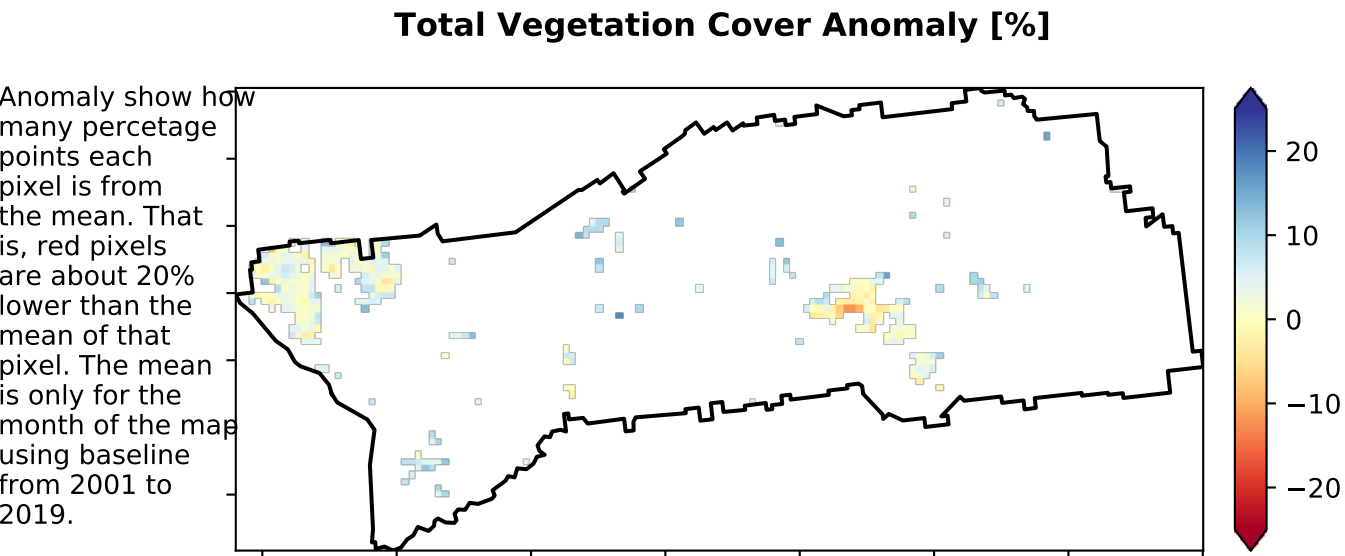 Total Vegetation Cover Anomaly [%]
Anomaly show how
many percetage
points each
pixel is from
the mean. That
is, red pixels
are about 20%
lower than the
mean of that
pixel. The mean
is only for the
month of the map
using baseline
from 2001 to
2019.
20
10
0
−10
−20